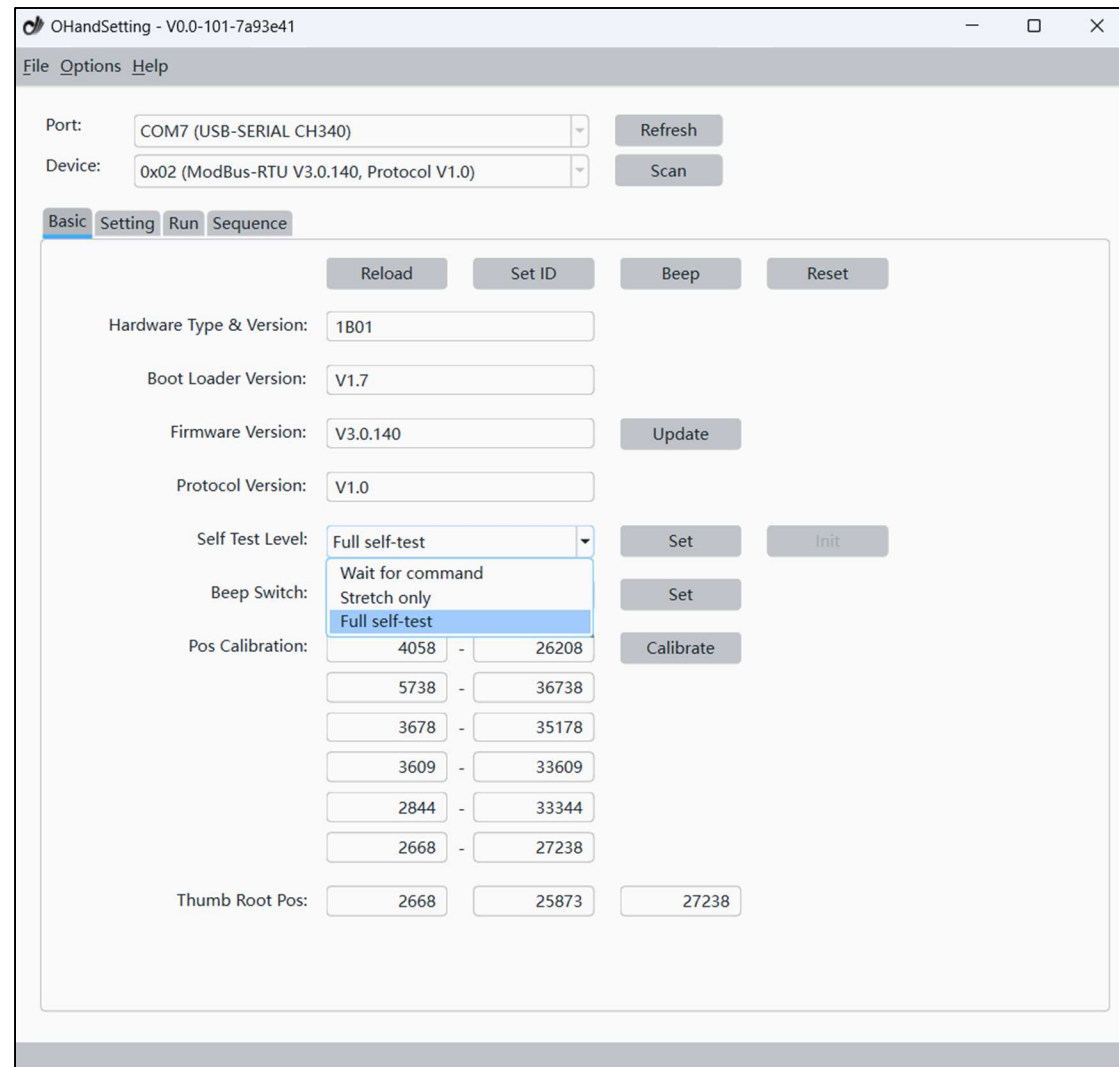 OHandSetting - V0.0-101-7a93e41
File Options Help
Port: COM7 (USB-SERIAL CH340) Refresh
Device: 0x02 (ModBus-RTU V3.0.140, Protocol V1.0) Scan
Basic Setting Run Sequence
Reload Set ID Beep Reset
Hardware Type & Version: 1B01
Boot Loader Version: V1.7
Firmware Version: V3.0.140 Update
Protocol Version: V1.0
Self Test Level: Full self-test Set Init
Wait for command
Beep Switch: Stretch only Set
Full self-test
Pos Calibration: 4058 - 26208 Calibrate
5738 - 36738
3678 - 35178
3609 - 33609
2844 - 33344
2668 - 27238
Thumb Root Pos: 2668 25873 27238